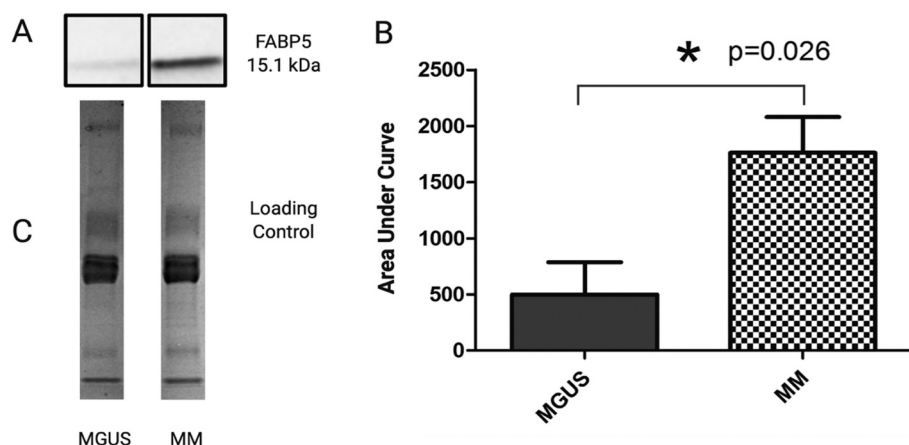 A
FABP5
15.1 kDa
C
Loading
Control
MGUS
MM
B
* p=0.026
Area Under Curve
2500
2000
1500
1000
500
0
MGUS
MM